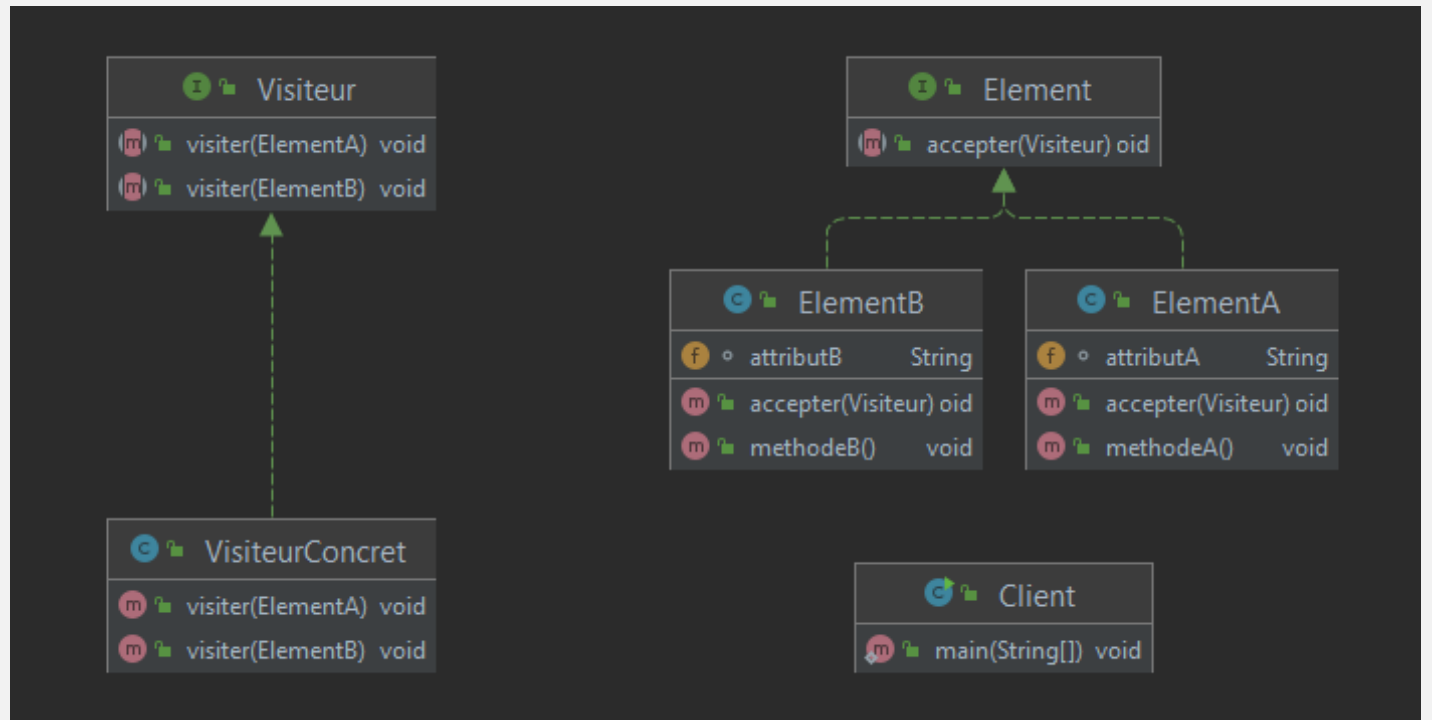 Visiteur
visiter(ElementA) void
visiter(ElementB) void
Element
accepter(Visiteur) oid
ElementB
attributB String
accepter(Visiteur) oid
methodeB() void
ElementA
attributA String
accepter(Visiteur) oid
methodeA() void
VisiteurConcret
visiter(ElementA) void
visiter(ElementB) void
Client
main(String[]) void